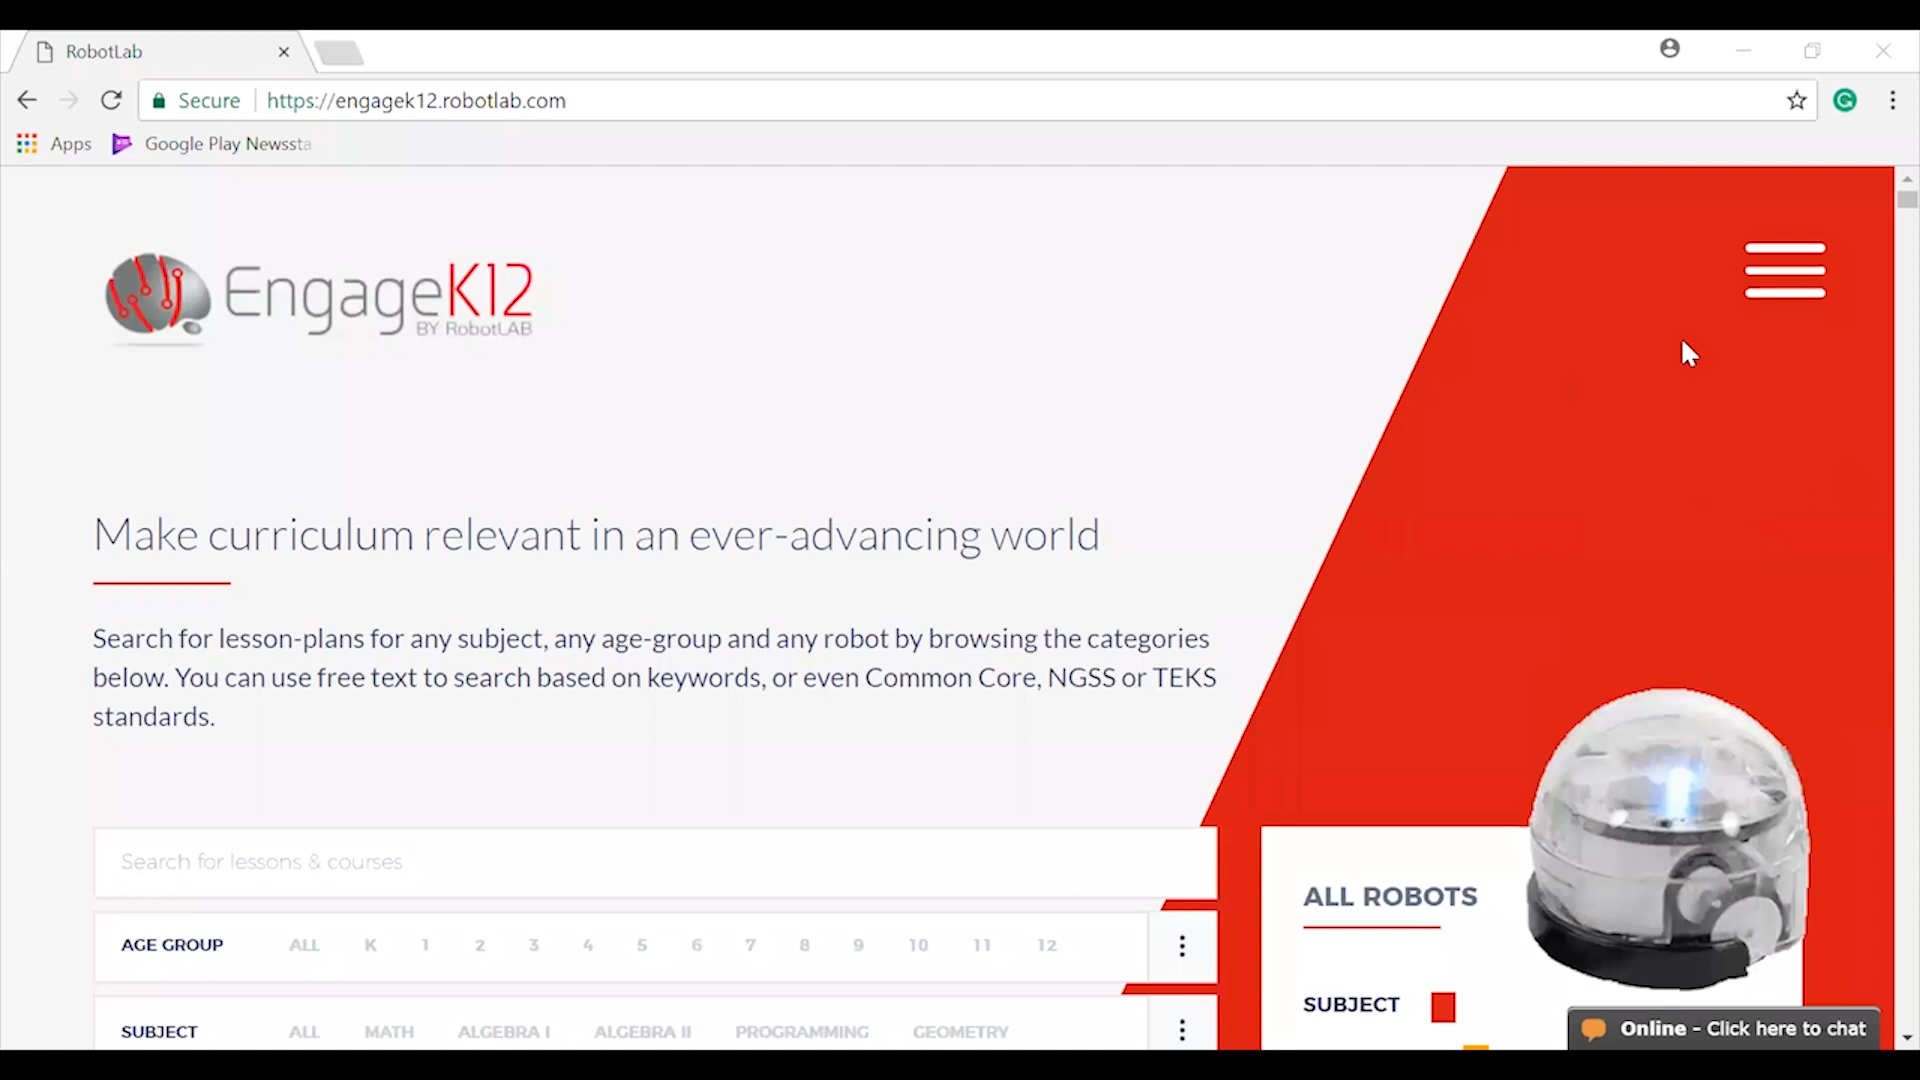 RobotLab
Secure https://engagek12.robotlab.com
Apps Google Play Newssta
EngageK12
BY RobotLAB
Make curriculum relevant in an ever-advancing world
Search for lesson-plans for any subject, any age-group and any robot by browsing the categories
below. You can use free text to search based on keywords, or even Common Core, NGSS or TEKS
standards.
Search for lessons & courses
AGE GROUP ALL K 1 2 3 4 5 6 7 8 9 10 11 12
SUBJECT ALL MATH ALGEBRA I ALGEBRA II PROGRAMMING GEOMETRY
ALL ROBOTS
SUBJECT
Online - Click here to chat